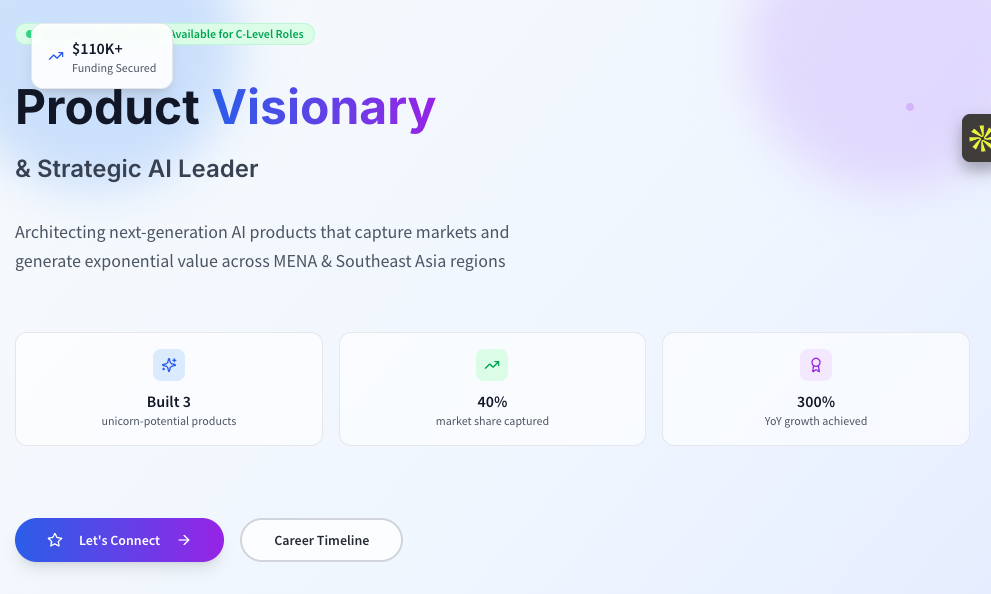 Available for C-Level Roles
$110K+
Funding Secured
Product Visionary
& Strategic AI Leader
Architecting next-generation AI products that capture markets and
generate exponential value across MENA & Southeast Asia regions
Built 3
unicorn-potential products
40%
market share captured
300%
YoY growth achieved
Let's Connect
Career Timeline